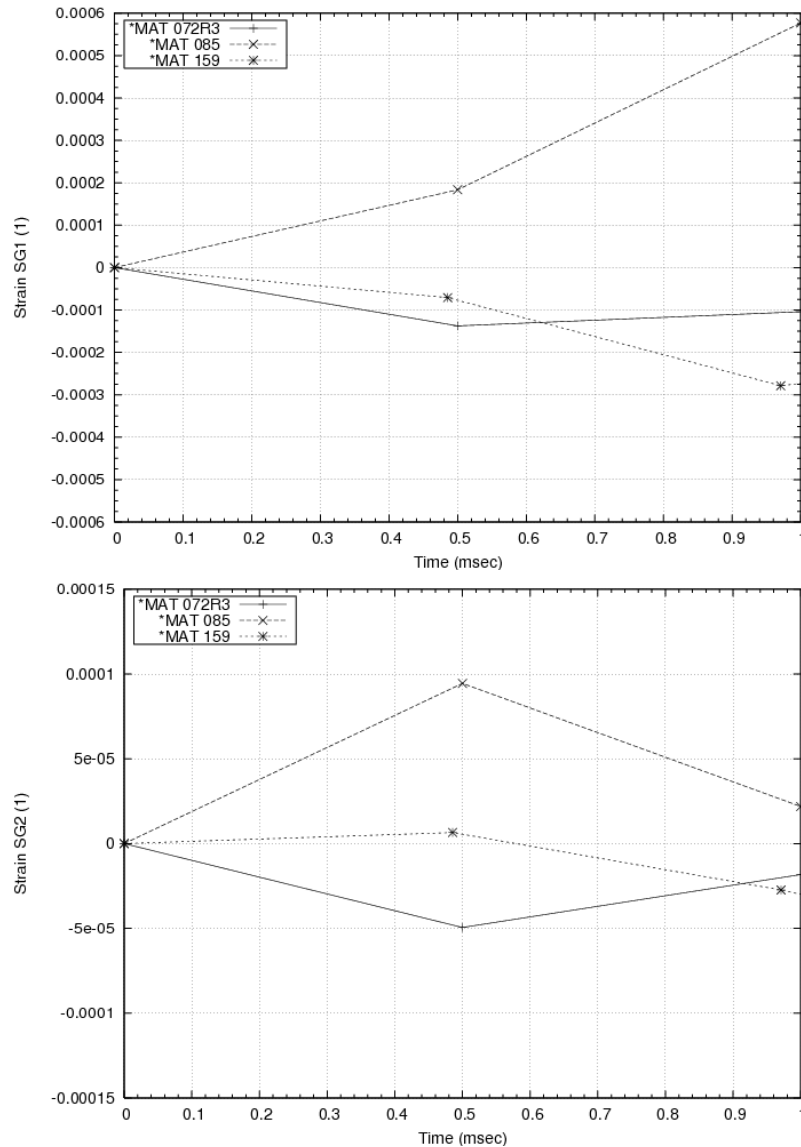 0.0006
*MAT 072R3
*MAT 085
*MAT 159
0.0005
0.0004
0.0003
0.0002
0.0001
0
-0.0001
-0.0002
-0.0003
-0.0004
-0.0005
-0.0006
Strain SG1 (1)
0 0.1 0.2 0.3 0.4 0.5 0.6 0.7 0.8 0.9 1
Time (msec)
0.00015
*MAT 072R3
*MAT 085
*MAT 159
0.0001
5e-05
0
-5e-05
-0.0001
-0.00015
Strain SG2 (1)
0 0.1 0.2 0.3 0.4 0.5 0.6 0.7 0.8 0.9 1
Time (msec)